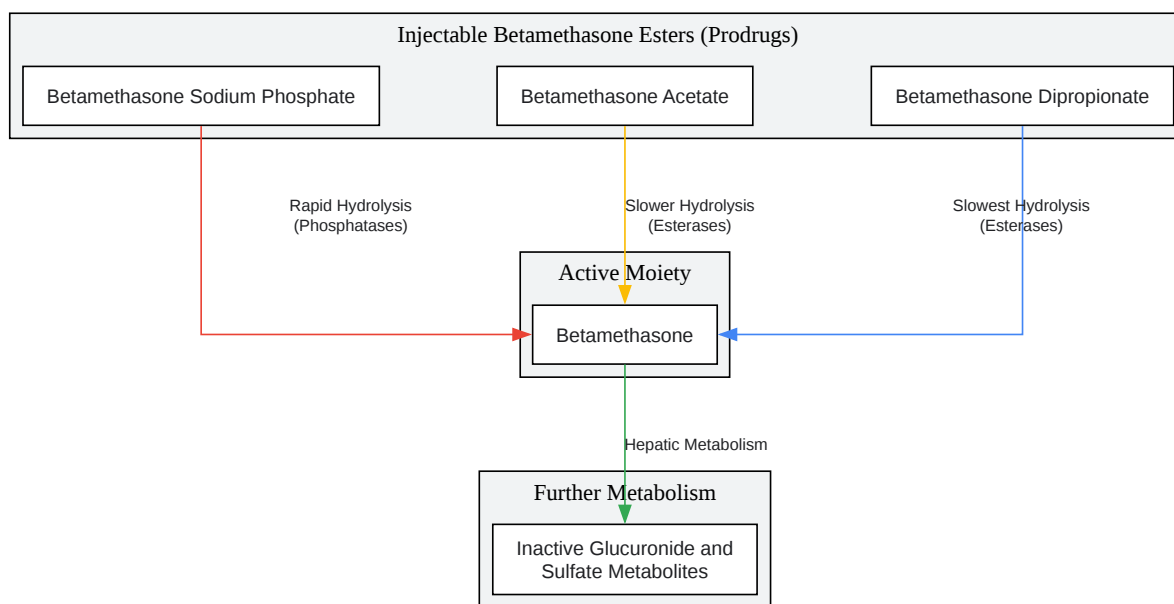 Injectable Betamethasone Esters (Prodrugs)
Betamethasone Sodium Phosphate
Betamethasone Acetate
Betamethasone Dipropionate
Rapid Hydrolysis
(Phosphatases)
Slower Hydrolysis
(Esterases)
Slowest Hydrolysis
(Esterases)
Active Moiety
Betamethasone
Hepatic Metabolism
Further Metabolism
Inactive Glucuronide and
Sulfate Metabolites